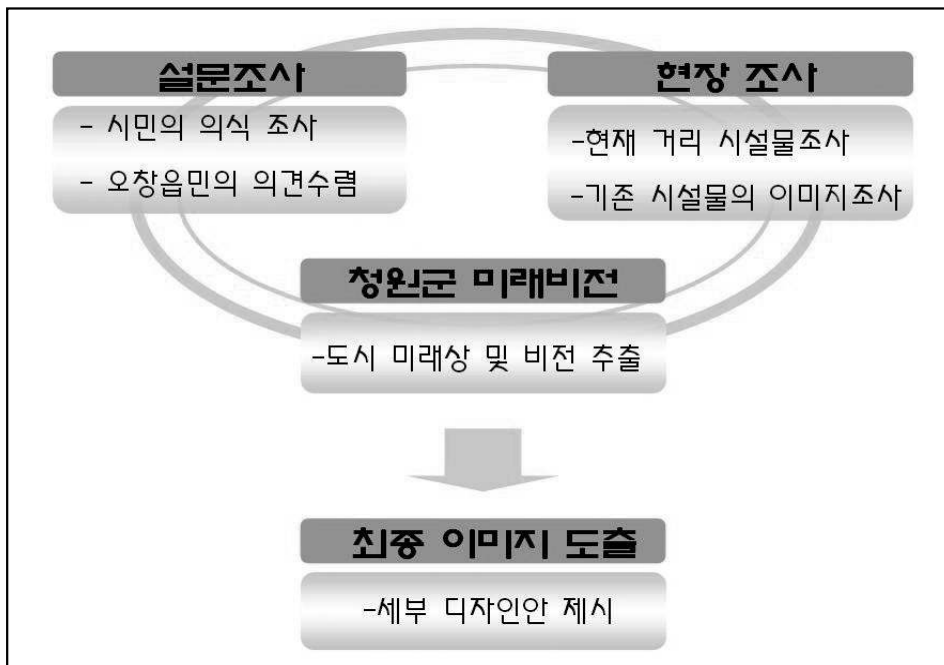 설문조사
- 시민의 의식 조사
- 오창읍민의 의견수렴
현장 조사
-현재 거리 시설물조사
-기존 시설물의 이미지조사
청원군 미래비전
-도시 미래상 및 비전 추출
최종 이미지 도출
-세부 디자인안 제시